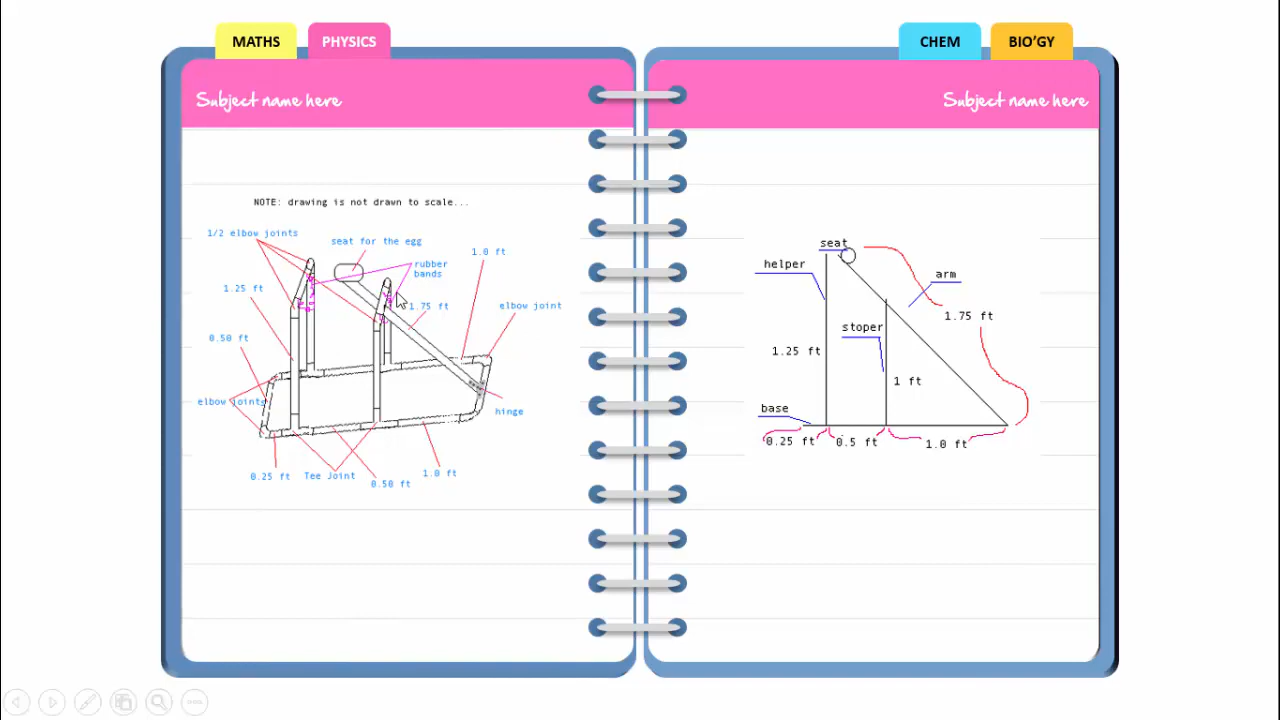 MATHS
PHYSICS
CHEM
BIO'GY
Subject name here
Subject name here
NOTE: drawing is not drawn to scale...
1/2 elbow joints
seat for the egg
1.0 ft
rubber
bands
1.25 ft
1.75 ft
elbow joint
0.50 ft
elbow joints
hinge
0.25 ft
Tee Joint
0.50 ft
1.0 ft
seat
helper
arm
1.75 ft
stoper
1.25 ft
1 ft
base
0.25 ft
0.5 ft
1.0 ft